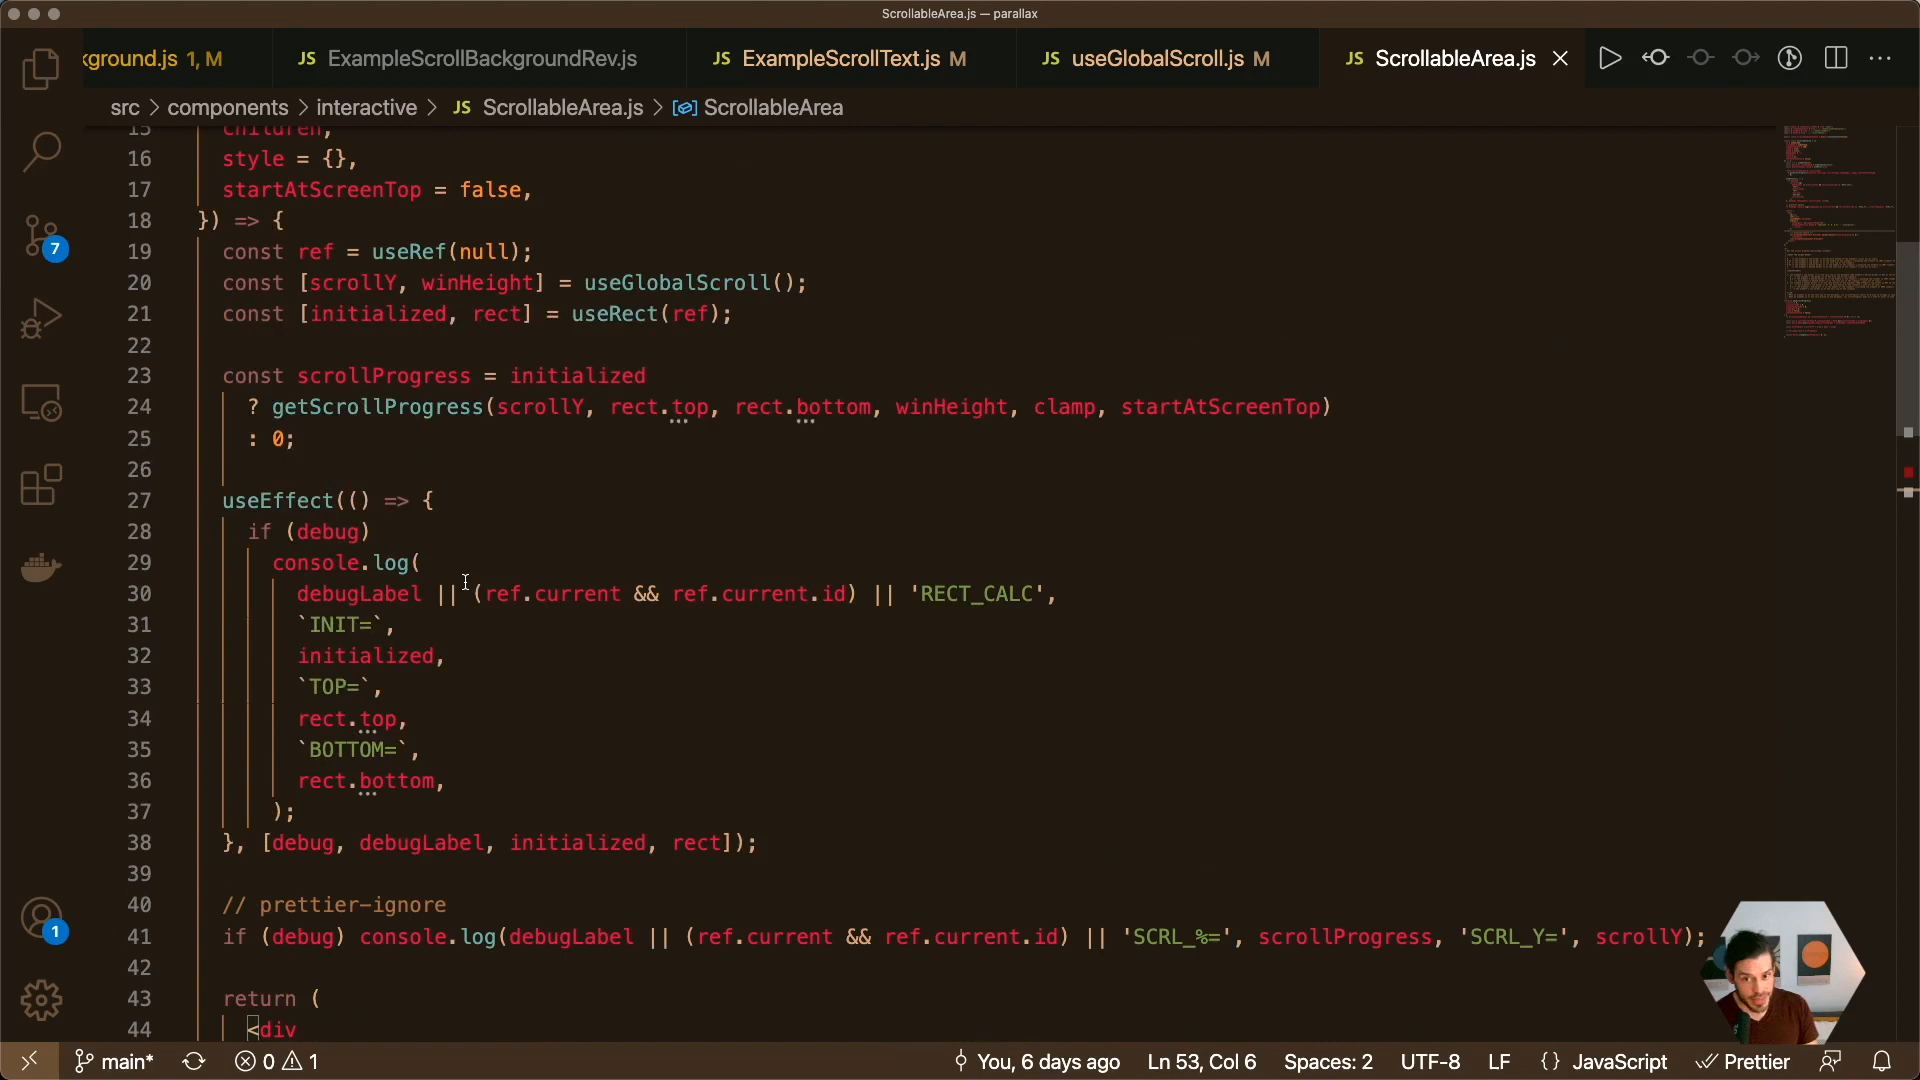 ScrollableArea.js — parallax
kground.js 1, M
JS ExampleScrollBackgroundRev.js
JS ExampleScrollText.js M
JS useGlobalScroll.js M
JS ScrollableArea.js
src > components > interactive > JS ScrollableArea.js > ScrollableArea
15 children,
16 style = {},
17 startAtScreenTop = false,
18 }) => {
19 const ref = useRef(null);
20 const [scrollY, winHeight] = useGlobalScroll();
21 const [initialized, rect] = useRect(ref);
22
23 const scrollProgress = initialized
24 ? getScrollProgress(scrollY, rect.top, rect.bottom, winHeight, clamp, startAtScreenTop)
25 : 0;
26
27 useEffect(() => {
28 if (debug)
29 console.log(
30 debugLabel || (ref.current && ref.current.id) || 'RECT_CALC',
31 `INIT=`,
32 initialized,
33 `TOP=`,
34 rect.top,
35 `BOTTOM=`,
36 rect.bottom,
37 );
38 }, [debug, debugLabel, initialized, rect]);
39
40 // prettier-ignore
41 if (debug) console.log(debugLabel || (ref.current && ref.current.id) || 'SCRL_%=', scrollProgress, 'SCRL_Y=', scrollY);
42
43 return (
44 <div
7
1
main* 0 1
You, 6 days ago Ln 53, Col 6 Spaces: 2 UTF-8 LF {} JavaScript Prettier